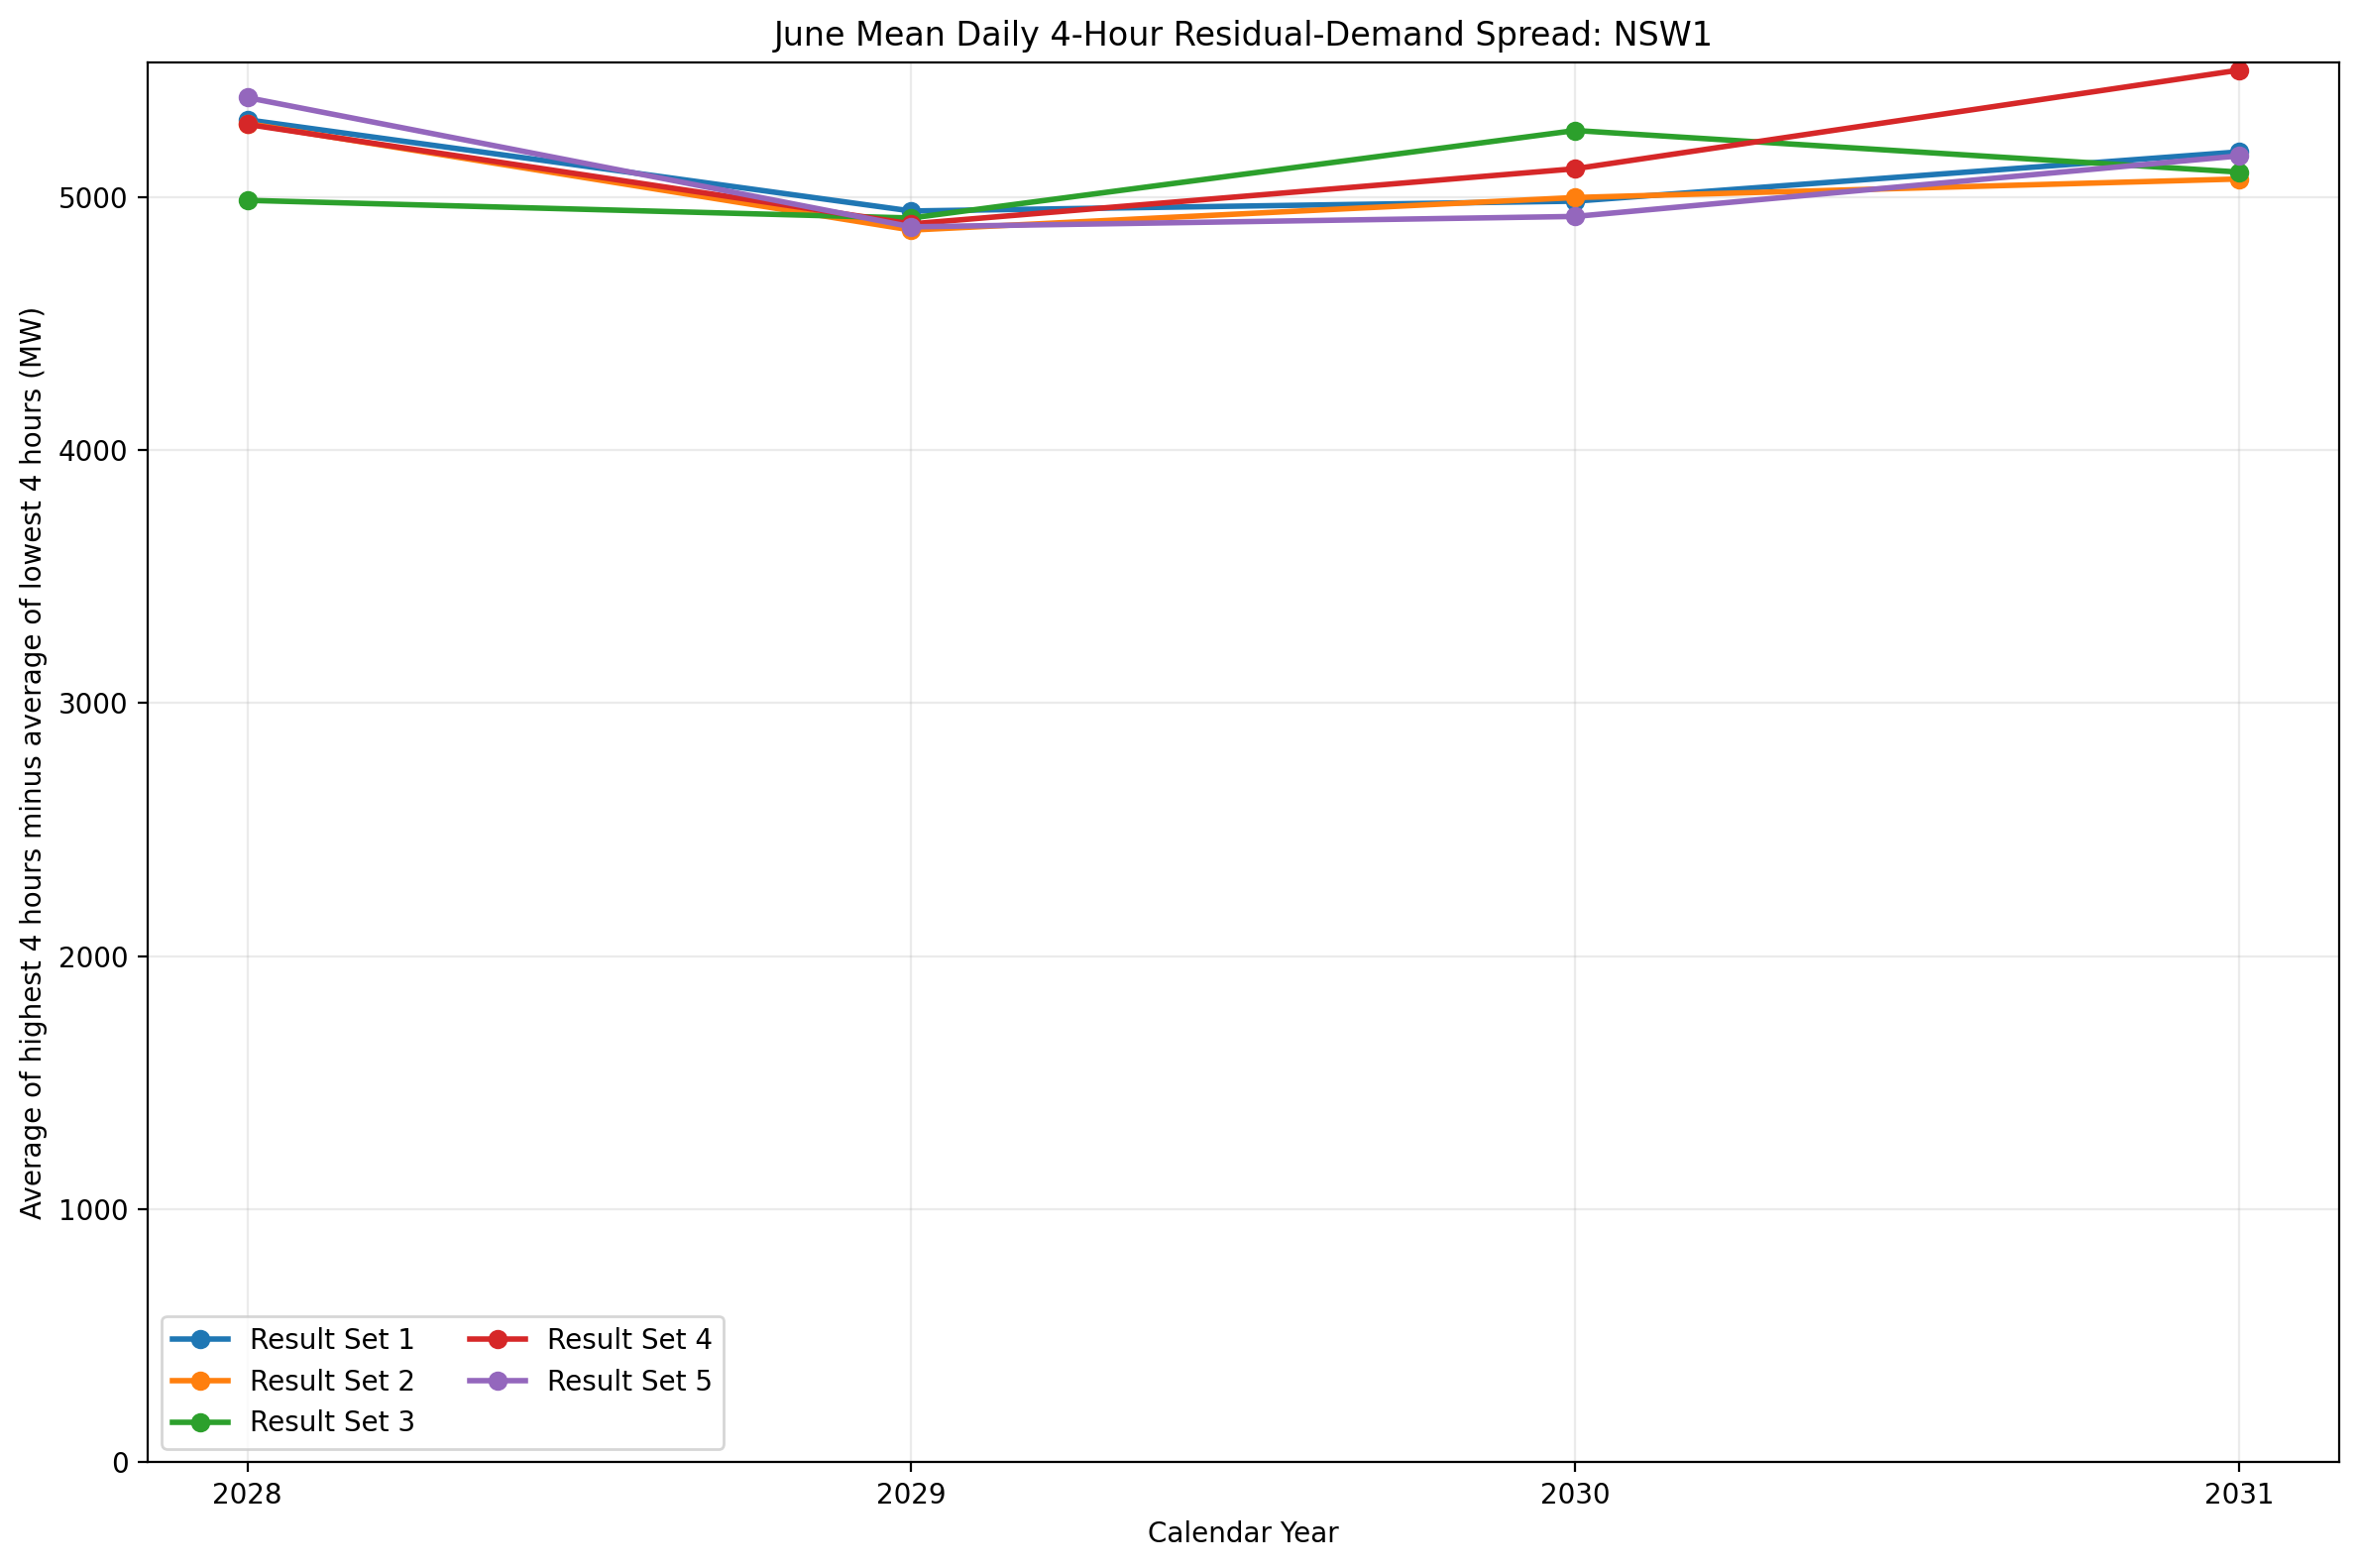 June Mean Daily 4-Hour Residual-Demand Spread: NSW1
Average of highest 4 hours minus average of lowest 4 hours (MW)
5000
4000
3000
2000
1000
0
Result Set 1
Result Set 2
Result Set 3
Result Set 4
Result Set 5
2028
2029
2030
2031
Calendar Year